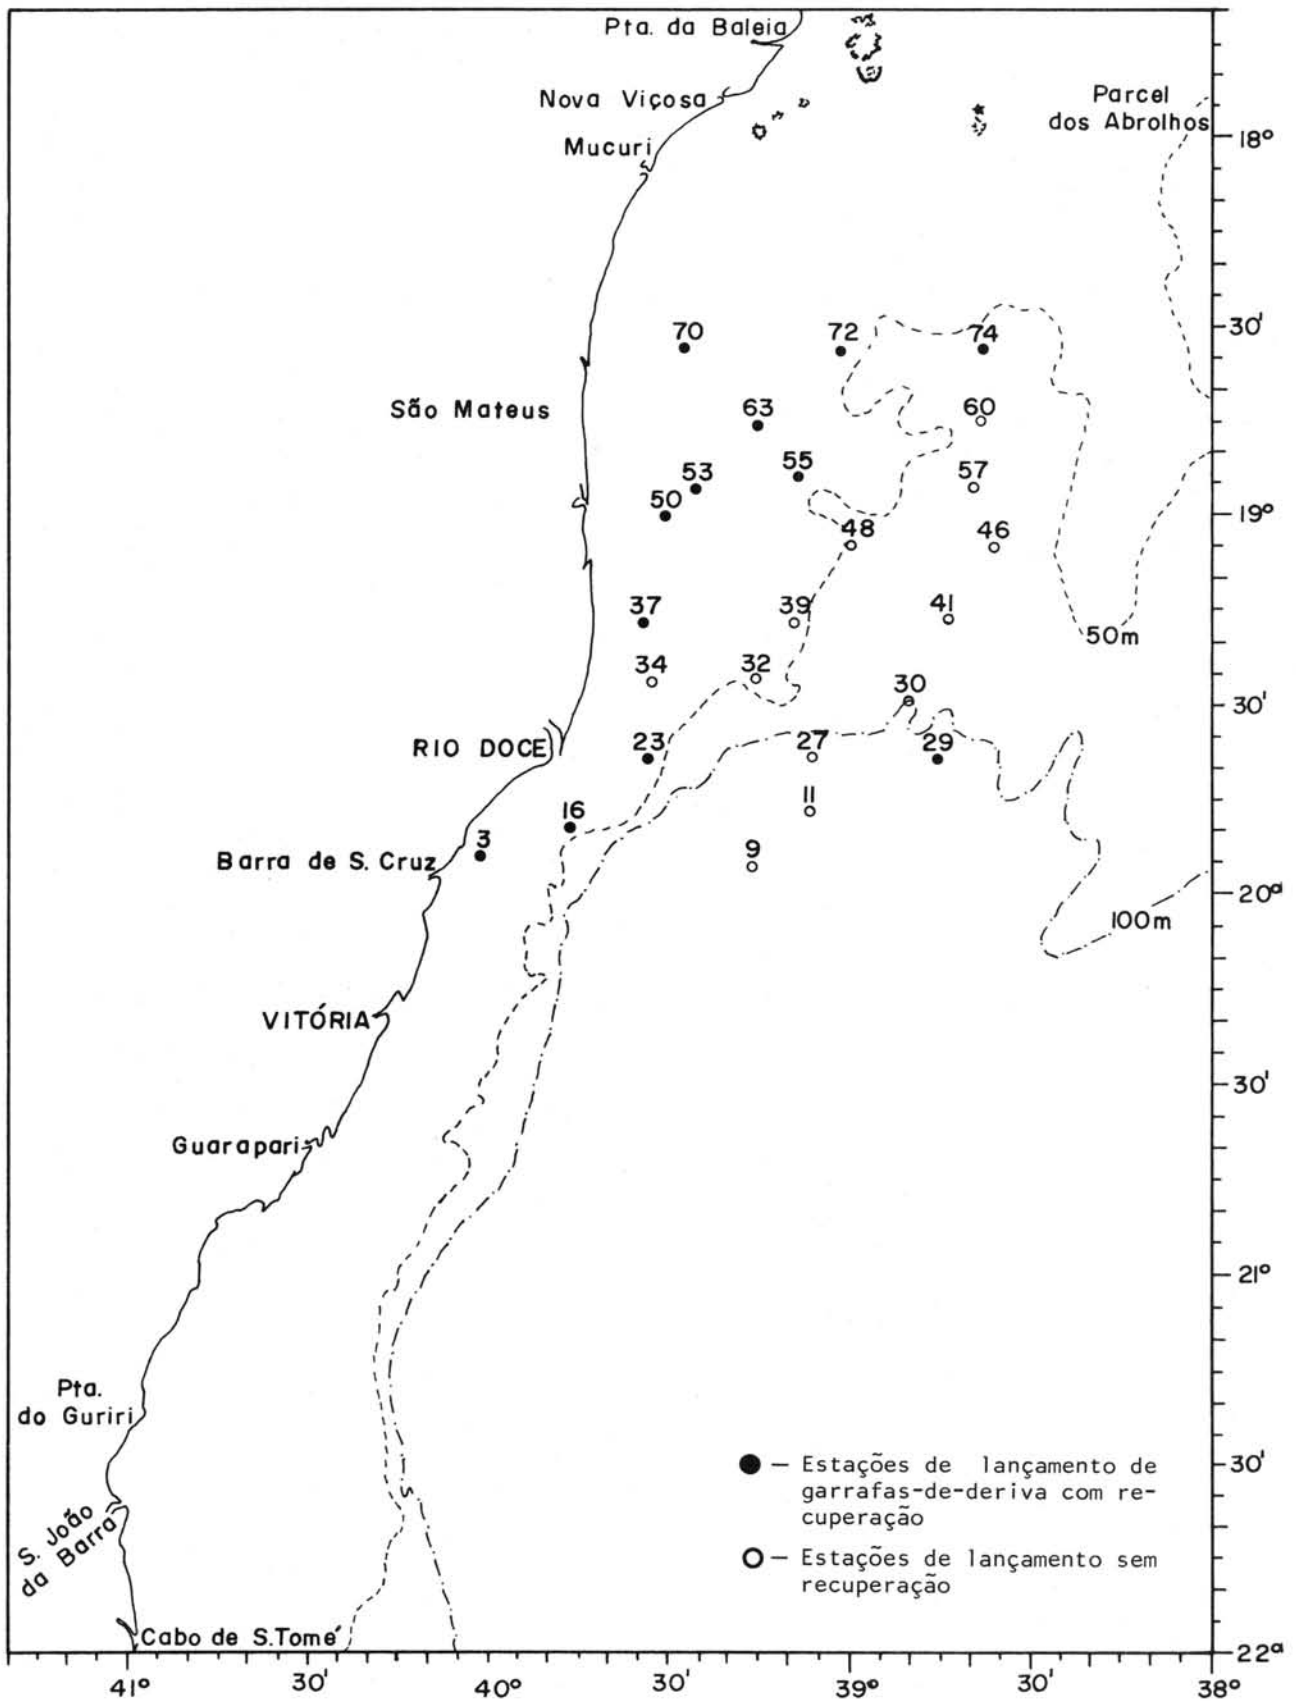 Pta. da Baleia
Nova Viçosa
Parcel
dos Abrolhos
18º
Mucuri
30'
70
72
74
São Mateus
63
60
55
53
57
50
19º
48
46
37
39
41
50m
34
32
30
30'
RIO DOCE
23
27
29
11
16
3
9
Barra de S. Cruz
20º
100m
VITÓRIA
30'
Guarapari
21º
Pta.
do Guriri
30'
S. João
da Barra
● — Estações de lançamento de
garrafas-de-deriva com re-
cuperação
O — Estações de lançamento sem
recuperação
Cabo de S. Tomé
22º
41º
30'
40º
30'
39º
30'
38º